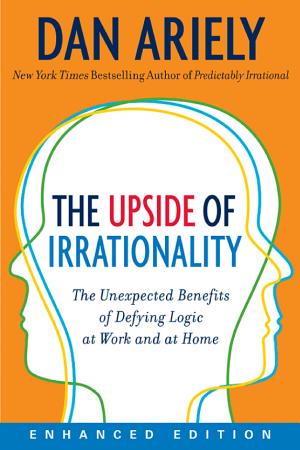 DAN ARIELY
New York Times Bestselling Author of Predictably Irrational
THE UPSIDE OF
IRRATIONALITY
The Unexpected Benefits
of Defying Logic
at Work and at Home
ENHANCED EDITION